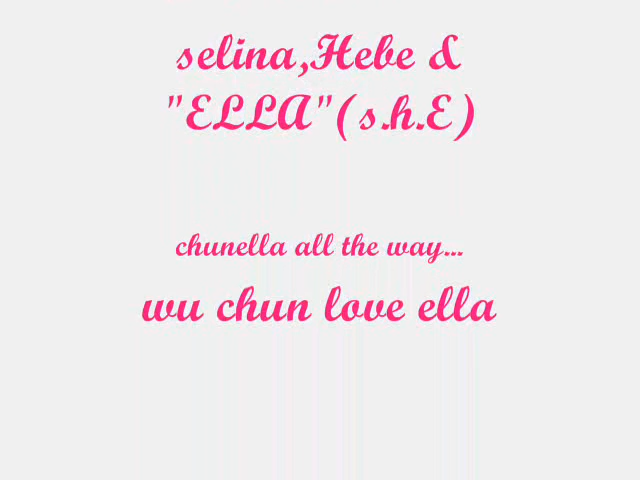 selina,Hebe &
"ELLA"(s.h.E)
chunella all the way...
wu chun love ella